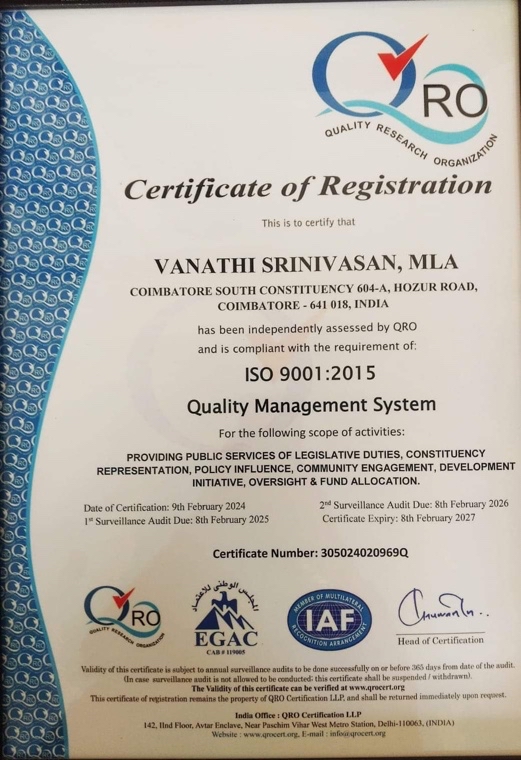 QRO
QUALITY RESEARCH ORGANIZATION
Certificate of Registration
This is to certify that
VANATHI SRINIVASAN, MLA
COIMBATORE SOUTH CONSTITUENCY 604-A, HOZUR ROAD,
COIMBATORE - 641 018, INDIA
has been independently assessed by QRO
and is compliant with the requirement of:
ISO 9001:2015
Quality Management System
For the following scope of activities:
PROVIDING PUBLIC SERVICES OF LEGISLATIVE DUTIES, CONSTITUENCY
REPRESENTATION, POLICY INFLUENCE, COMMUNITY ENGAGEMENT, DEVELOPMENT
INITIATIVE, OVERSIGHT & FUND ALLOCATION.
Date of Certification: 9th February 2024
2nd Surveillance Audit Due: 8th February 2026
1st Surveillance Audit Due: 8th February 2025
Certificate Expiry: 8th February 2027
Certificate Number: 305024020969Q
QRO
QUALITY RESEARCH ORGANIZATION
المجلس الوطني للإعتماد
EGAC
CAB # 119005
MEMBER OF MULTILATERAL
IAF
RECOGNITION ARRANGEMENT
Head of Certification
Validity of this certificate is subject to annual surveillance audits to be done successfully on or before 365 days from date of the audit.
(In case surveillance audit is not allowed to be conducted: this certificate shall be suspended / withdrawn).
The Validity of this certificate can be verified at www.qrocert.org
This certificate of registration remains the property of QRO Certification LLP, and shall be returned immediately upon request.
India Office : QRO Certification LLP
142, IInd Floor, Avtar Enclave, Near Paschim Vihar West Metro Station, Delhi-110063, (INDIA)
Website : www.qrocert.org, E-mail : info@qrocert.org